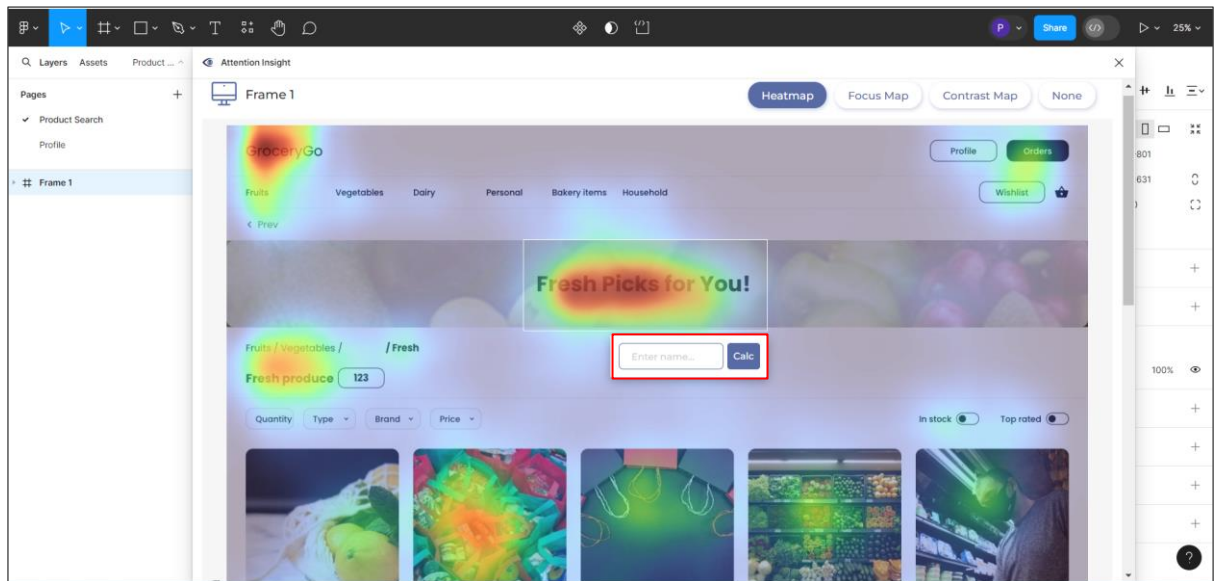 T
P
Share
25%
Layers Assets Product ...
Attention Insight
Pages
Product Search
Profile
Frame 1
Frame 1
Heatmap Focus Map Contrast Map None
801
631
100%
?
GroceryGo
Profile Orders
Fruits Vegetables Dairy Personal Bakery items Household
Wishlist
< Prev
Fresh Picks for You!
Fruits / Vegetables / / Fresh
Enter name... Calc
Fresh produce 123
Quantity Type Brand Price
In stock Top rated